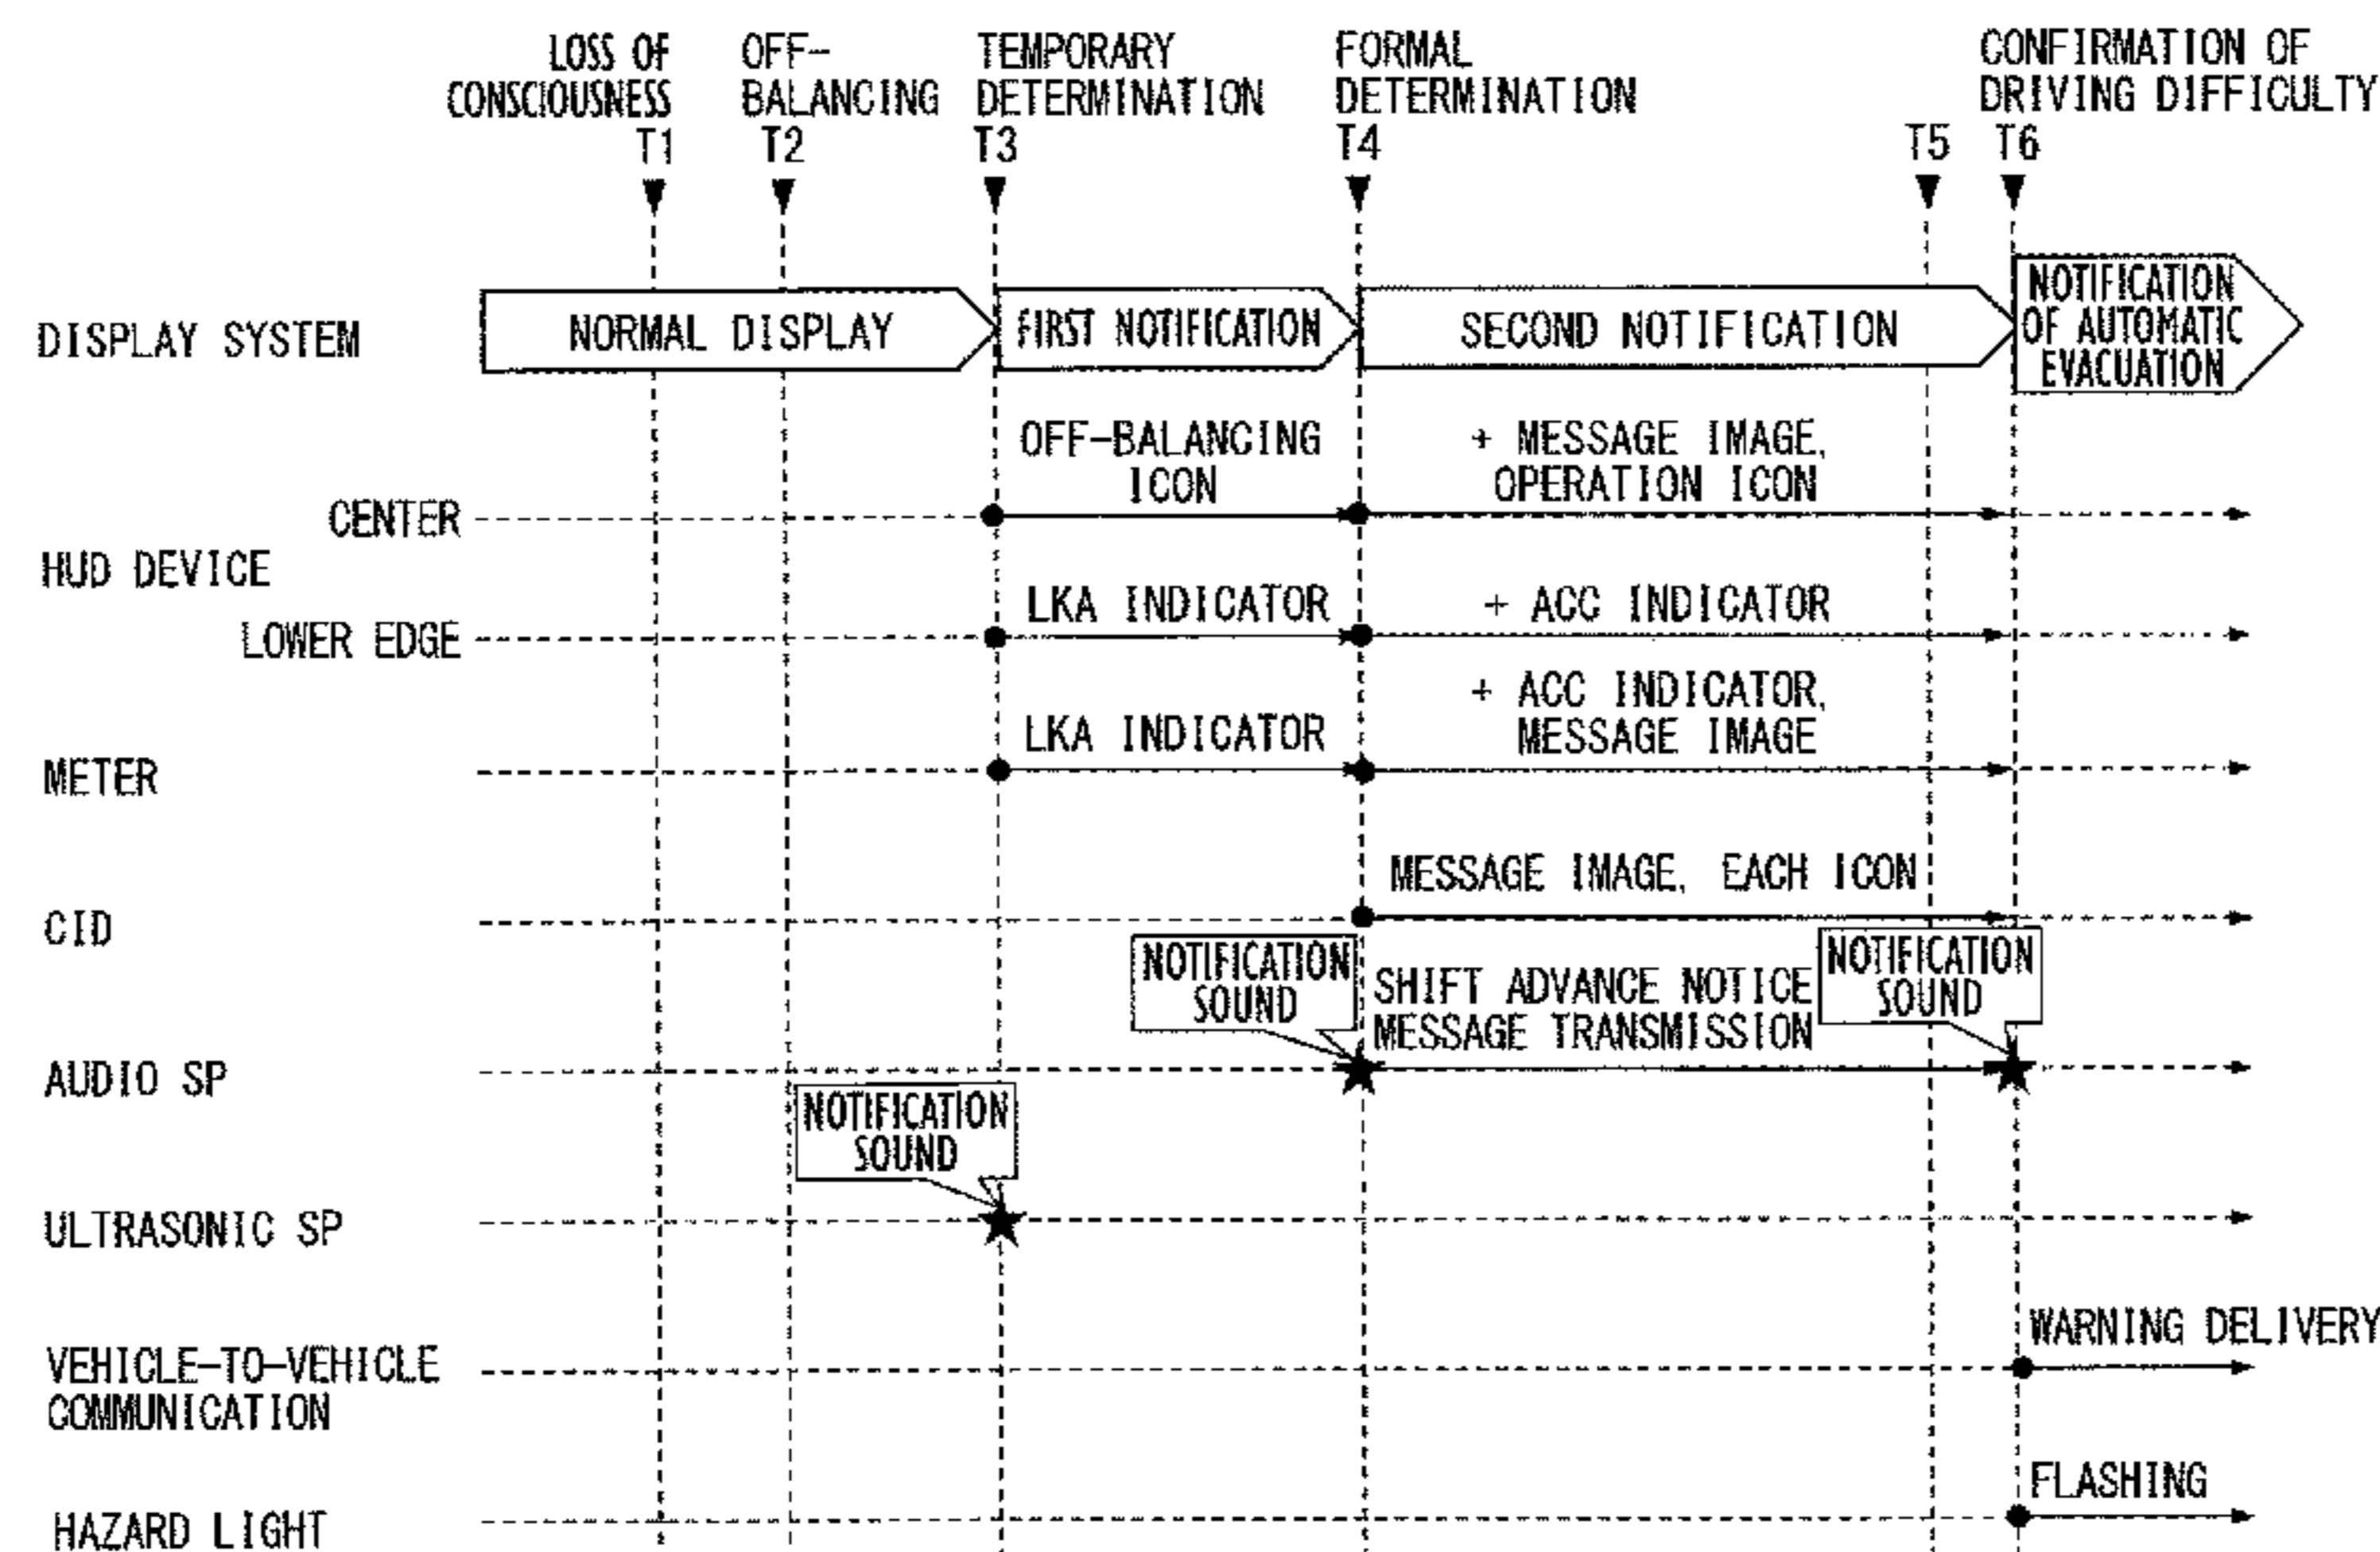 LOSS OF
CONSCIOUSNESS
T1
OFF-
BALANCING
T2
TEMPORARY
DETERMINATION
T3
FORMAL
DETERMINATION
T4
T5
CONFIRMATION OF
DRIVING DIFFICULTY
T6
DISPLAY SYSTEM
NORMAL DISPLAY
FIRST NOTIFICATION
SECOND NOTIFICATION
NOTIFICATION
OF AUTOMATIC
EVACUATION
HUD DEVICE
CENTER
OFF-BALANCING
ICON
+ MESSAGE IMAGE,
OPERATION ICON
LOWER EDGE
LKA INDICATOR
+ ACC INDICATOR
METER
LKA INDICATOR
+ ACC INDICATOR,
MESSAGE IMAGE
CID
MESSAGE IMAGE, EACH ICON
AUDIO SP
NOTIFICATION
SOUND
SHIFT ADVANCE NOTICE
MESSAGE TRANSMISSION
NOTIFICATION
SOUND
ULTRASONIC SP
NOTIFICATION
SOUND
VEHICLE-TO-VEHICLE
COMMUNICATION
WARNING DELIVERY
HAZARD LIGHT
FLASHING